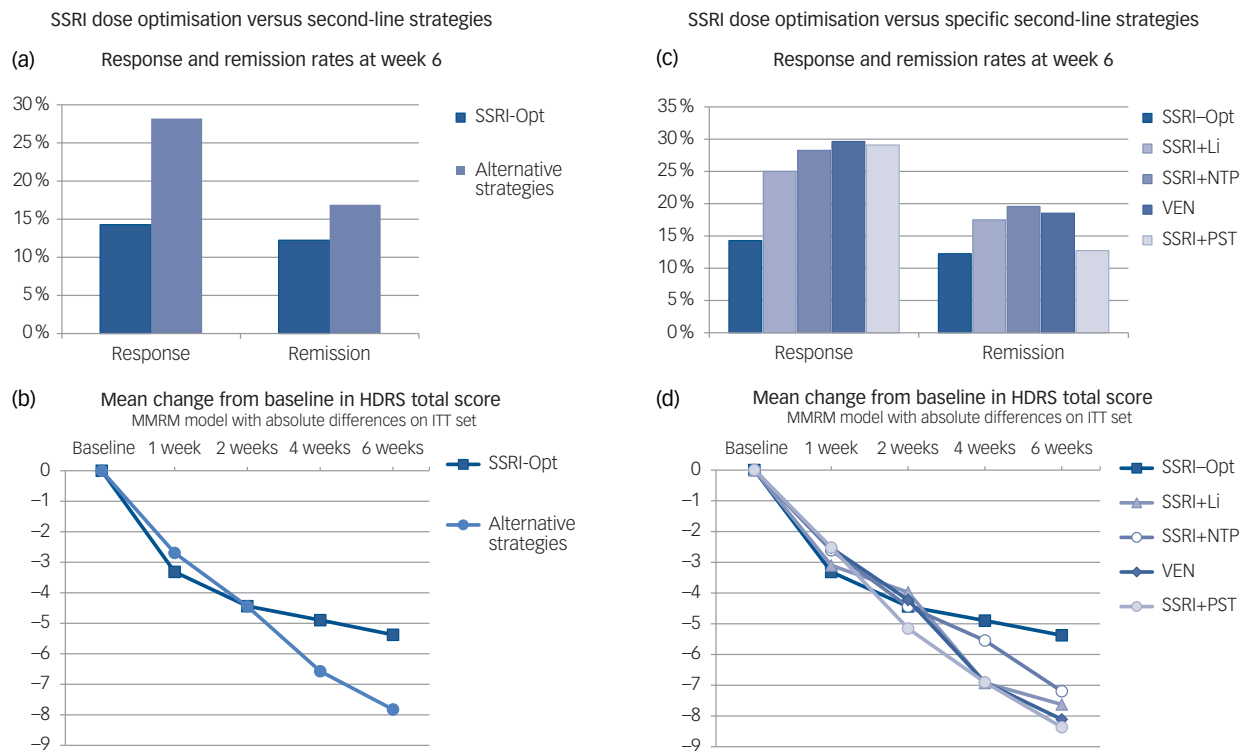 SSRI dose optimisation versus second-line strategies
(a)
Response and remission rates at week 6
30 %
25 %
20 %
15 %
10 %
5 %
0 %
Response Remission
SSRI-Opt
Alternative
strategies
(b)
Mean change from baseline in HDRS total score
MMRM model with absolute differences on ITT set
Baseline 1 week 2 weeks 4 weeks 6 weeks
0
–1
–2
–3
–4
–5
–6
–7
–8
–9
SSRI-Opt
Alternative
strategies
SSRI dose optimisation versus specific second-line strategies
(c)
Response and remission rates at week 6
35 %
30 %
25 %
20 %
15 %
10 %
5 %
0 %
Response Remission
SSRI–Opt
SSRI+Li
SSRI+NTP
VEN
SSRI+PST
(d)
Mean change from baseline in HDRS total score
MMRM model with absolute differences on ITT set
Baseline 1 week 2 weeks 4 weeks 6 weeks
0
–1
–2
–3
–4
–5
–6
–7
–8
–9
SSRI–Opt
SSRI+Li
SSRI+NTP
VEN
SSRI+PST